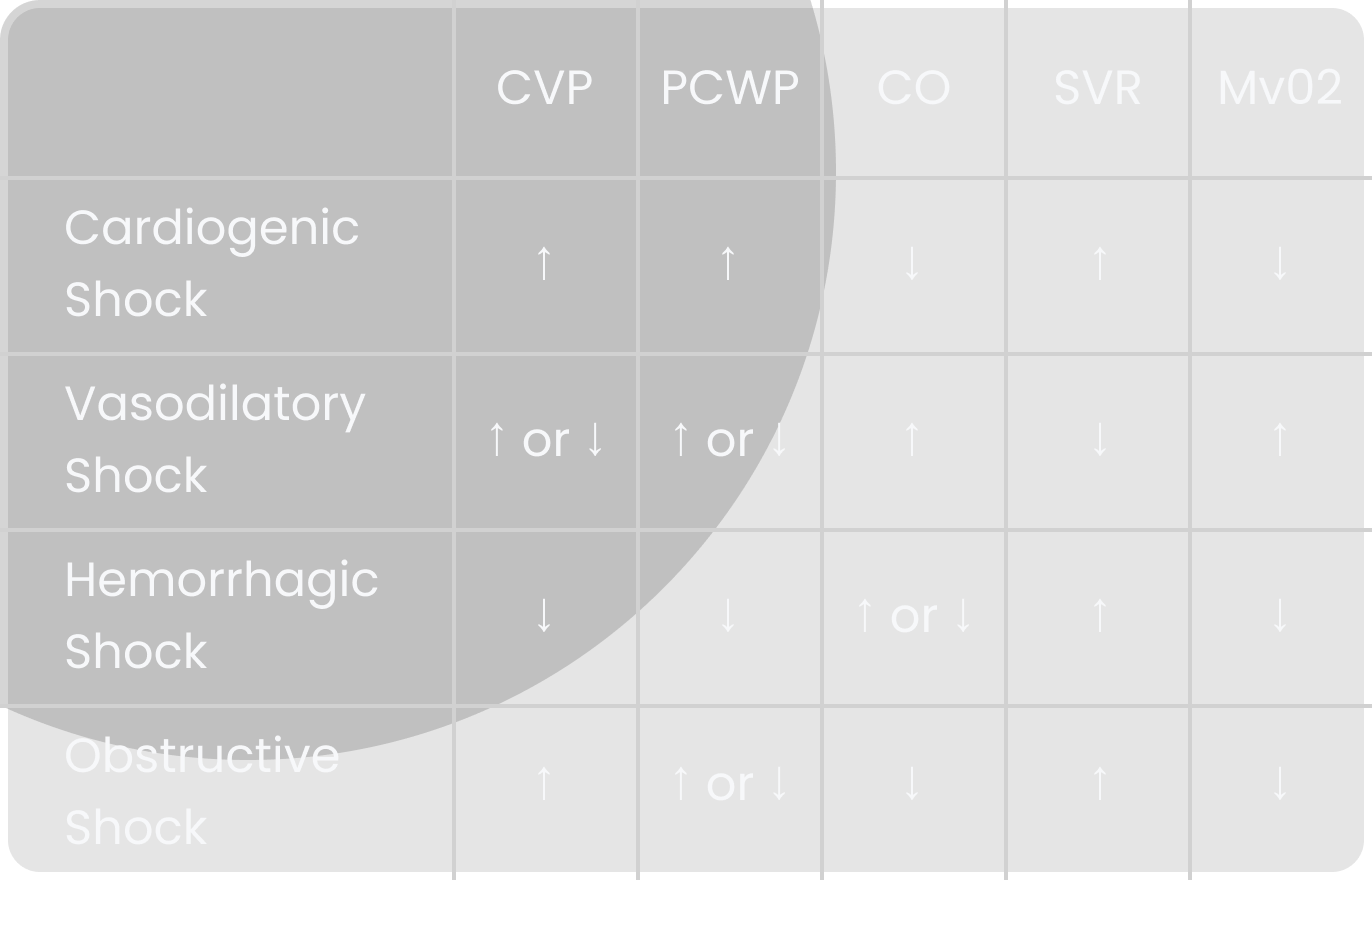 CVP PCWP CO SVR Mv02
Cardiogenic
Shock
↑ ↑ ↓ ↑ ↓
Vasodilatory
Shock
↑ or ↓ ↑ or ↓ ↑ ↓ ↑
Hemorrhagic
Shock
↓ ↓ ↑ or ↓ ↑ ↓
Obstructive
Shock
↑ ↑ or ↓ ↓ ↑ ↓